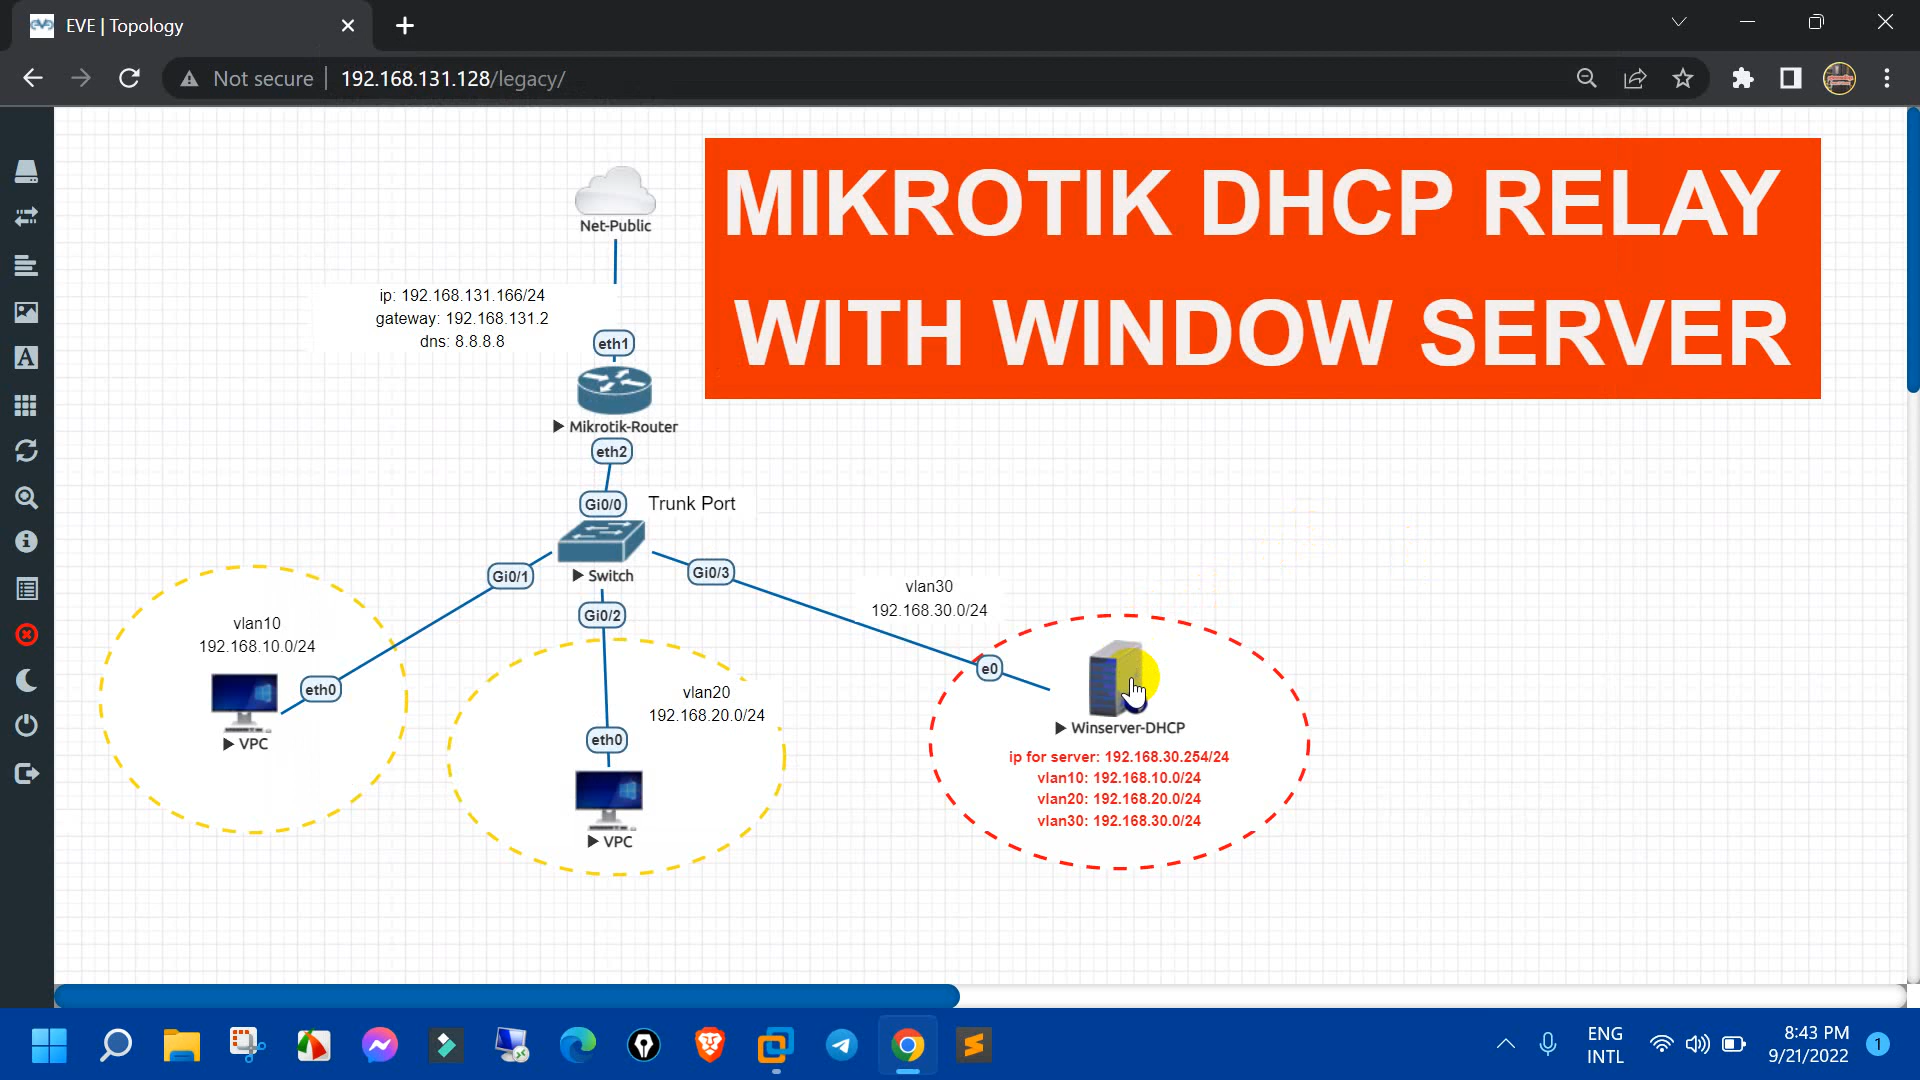 EVE | Topology
Not secure
192.168.131.128/legacy/
MIKROTIK DHCP RELAY
WITH WINDOW SERVER
Net-Public
ip: 192.168.131.166/24
gateway: 192.168.131.2
dns: 8.8.8.8
eth1
Mikrotik-Router
eth2
Gi0/0
Trunk Port
Gi0/1
Switch
Gi0/3
Gi0/2
vlan30
192.168.30.0/24
vlan10
192.168.10.0/24
eth0
VPC
vlan20
192.168.20.0/24
eth0
VPC
e0
Winserver-DHCP
ip for server: 192.168.30.254/24
vlan10: 192.168.10.0/24
vlan20: 192.168.20.0/24
vlan30: 192.168.30.0/24
ENG
INTL
8:43 PM
9/21/2022
1